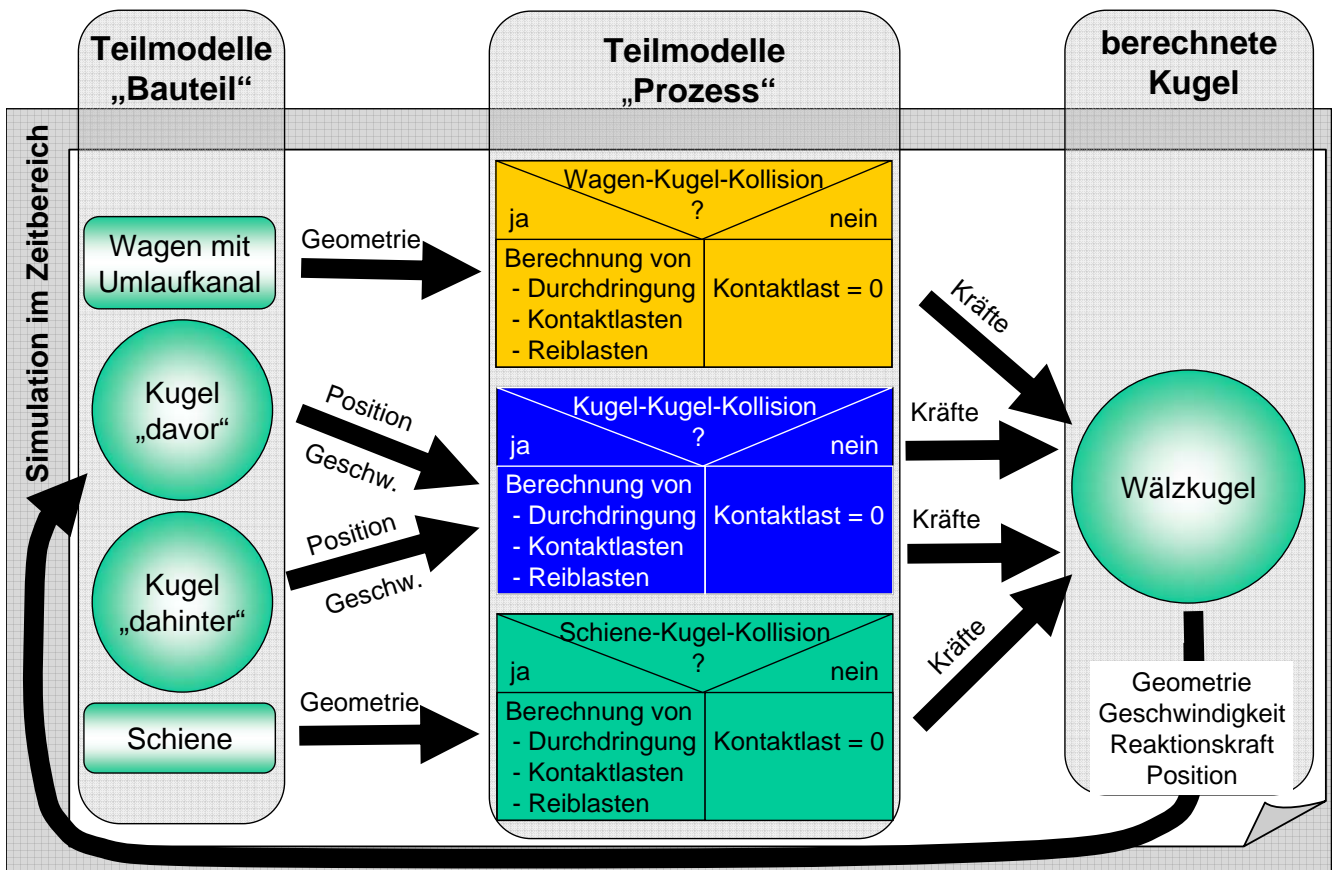 Teilmodelle
„Bauteil“
Teilmodelle
„Prozess“
berechnete
Kugel
Simulation im Zeitbereich
Wagen mit
Umlaufkanal
Kugel
„davor“
Kugel
„dahinter“
Schiene
Geometrie
Position
Geschw.
Position
Geschw.
Geometrie
Wagen-Kugel-Kollision
?
ja
nein
Berechnung von
- Durchdringung
- Kontaktlasten
- Reiblasten
Kontaktlast = 0
Kugel-Kugel-Kollision
?
ja
nein
Berechnung von
- Durchdringung
- Kontaktlasten
- Reiblasten
Kontaktlast = 0
Schiene-Kugel-Kollision
?
ja
nein
Berechnung von
- Durchdringung
- Kontaktlasten
- Reiblasten
Kontaktlast = 0
Kräfte
Kräfte
Kräfte
Kräfte
Wälzkugel
Geometrie
Geschwindigkeit
Reaktionskraft
Position